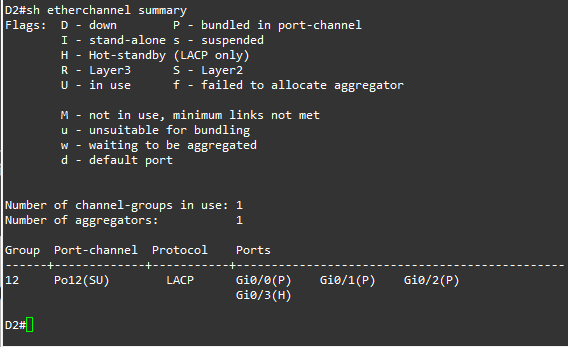 D2#sh etherchannel summary
Flags:  D - down        P - bundled in port-channel
        I - stand-alone s - suspended
        H - Hot-standby (LACP only)
        R - Layer3      S - Layer2
        U - in use      f - failed to allocate aggregator

        M - not in use, minimum links not met
        u - unsuitable for bundling
        w - waiting to be aggregated
        d - default port


Number of channel-groups in use: 1
Number of aggregators:           1

Group  Port-channel  Protocol    Ports
------+-------------+-----------+-----------------------------------------------
12     Po12(SU)        LACP      Gi0/0(P)    Gi0/1(P)    Gi0/2(P)
                                 Gi0/3(H)

D2#